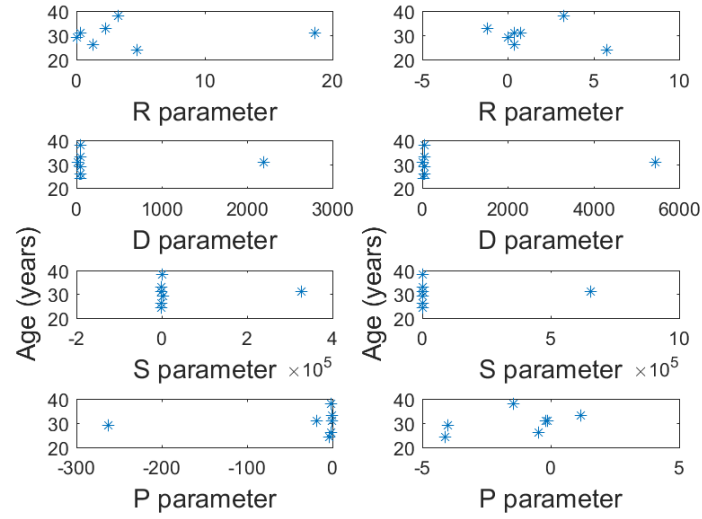 40
30
20
0 10 20
R parameter
40
30
20
-5 0 5 10
R parameter
40
30
20
0 1000 2000 3000
D parameter
40
30
20
0 2000 4000 6000
D parameter
Age (years)
40
30
20
-2 0 2 4
S parameter ×10^5
Age (years)
40
30
20
0 5 10
S parameter ×10^5
40
30
20
-300 -200 -100 0
P parameter
40
30
20
-5 0 5
P parameter